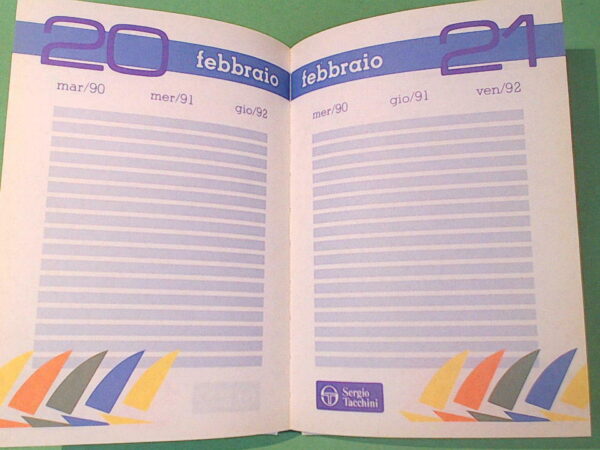 20 febbraio
mar/90 mer/91 gio/92
febbraio 21
mer/90 gio/91 ven/92
Sergio
Tacchini